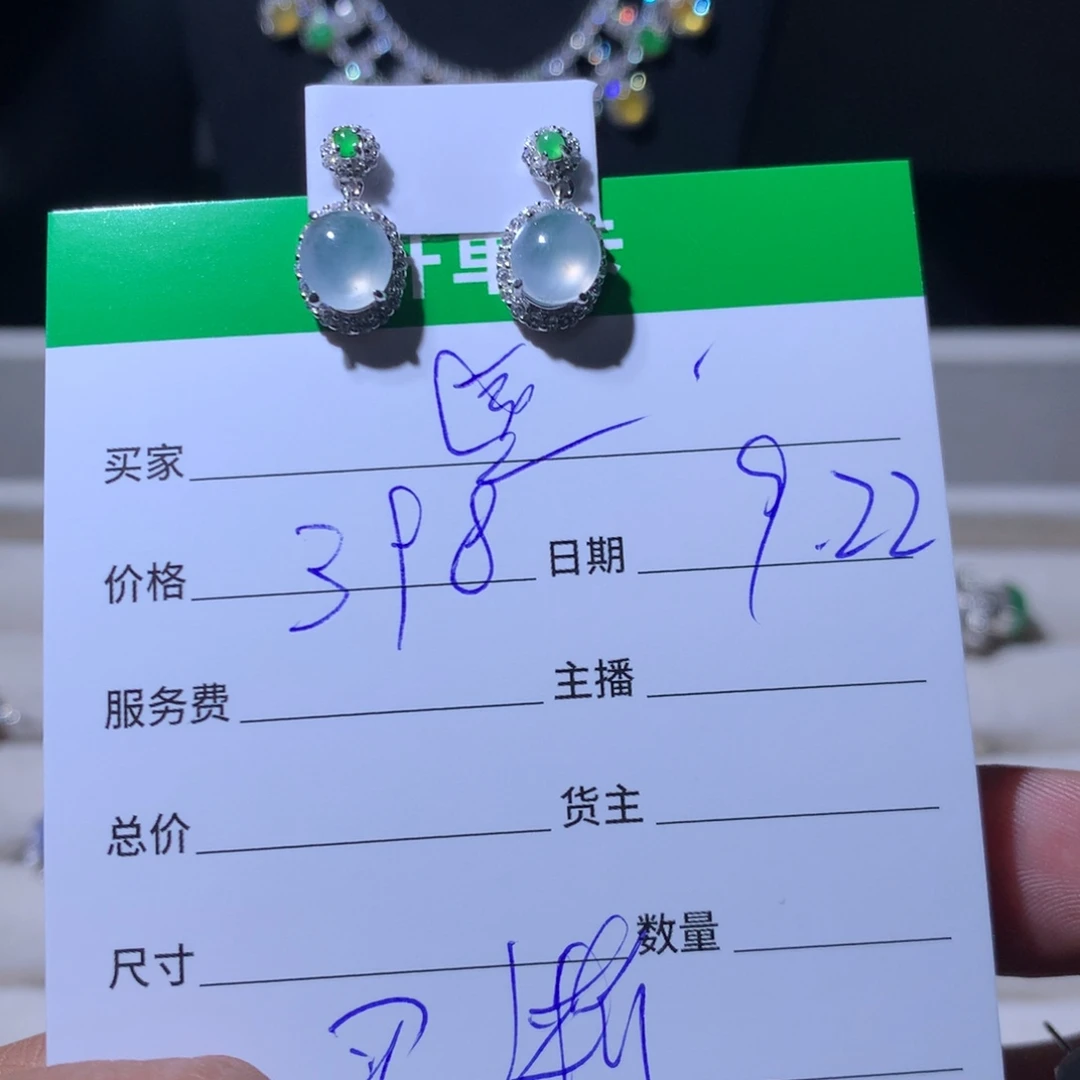 单
买家
价格 398 日期 9.22
服务费 主播
总价 货主
尺寸 数量